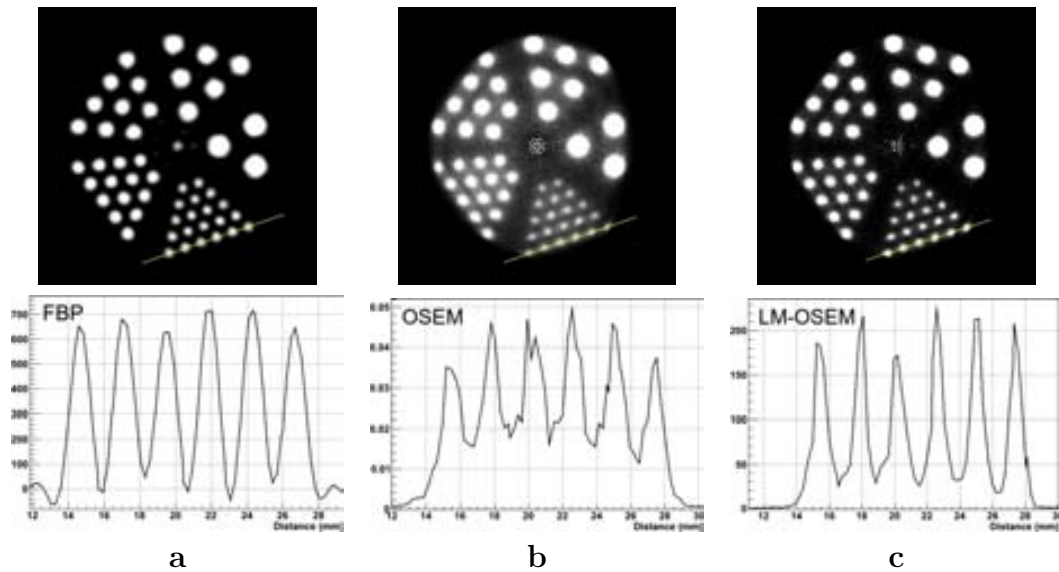 FBP
700
600
500
400
300
200
100
0
12 14 16 18 20 22 24 26 28
Distance [mm]
OSEM
0.05
0.04
0.03
0.02
0.01
0
12 14 16 18 20 22 24 26 28 30
Distance [mm]
LM-OSEM
200
150
100
50
0
12 14 16 18 20 22 24 26 28 30
Distance [mm]
a b c